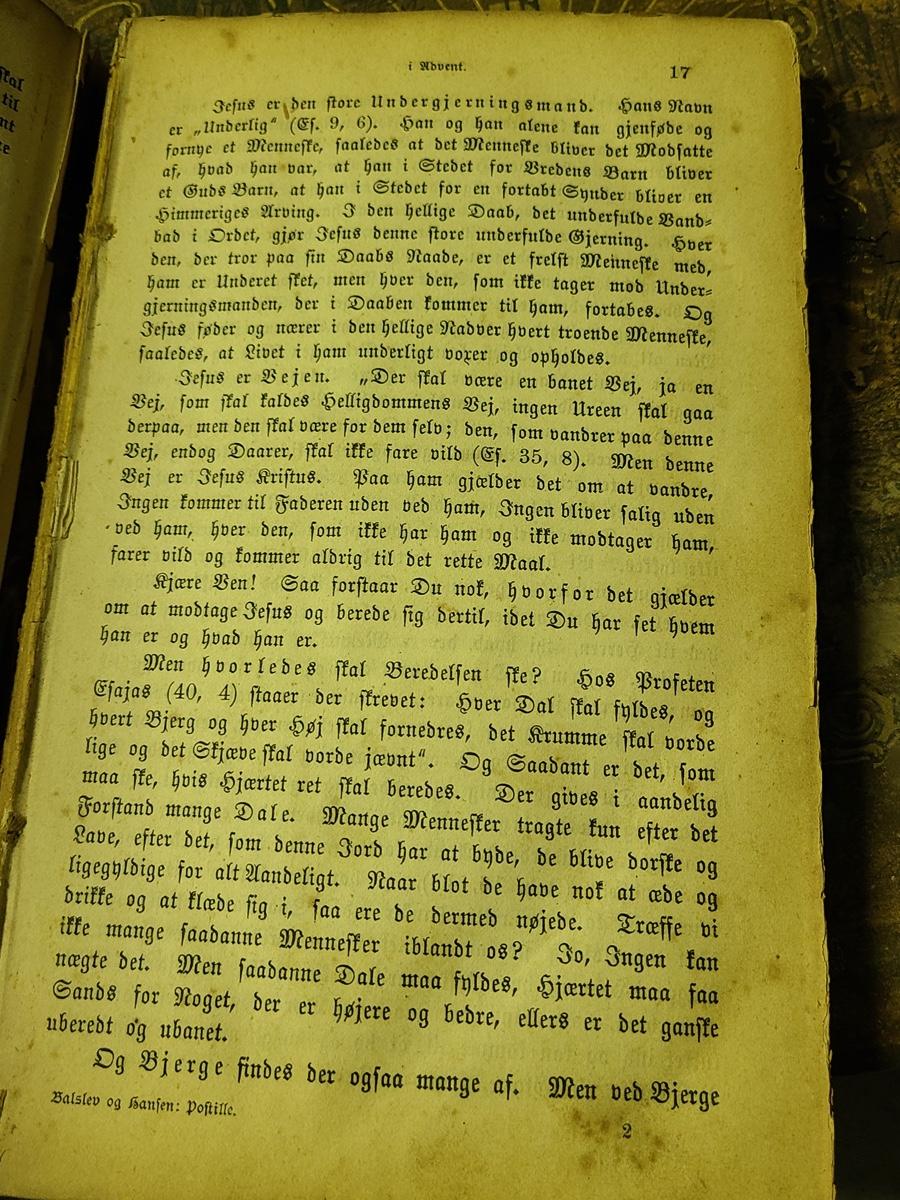 skal
til
i Advent.
17
Jesus er den store Undergjerningsmand. Hans Navn
er „Underlig“ (Es. 9, 6). Han og han alene kan gjenføde og
fornye et Menneske, saaledes at det Menneske bliver det Modsatte
af, hvad han var, at han i Stedet for Vredens Barn bliver
et Guds Barn, at han i Stedet for en fortabt Synder bliver en
Himmeriges Arving. I den hellige Daab, det underfulde Vand-
bad i Ordet, gjør Jesus denne store underfulde Gjerning. Hver
den, der tror paa sin Daabs Naade, er et frelst Menneske med,
ham er Underet sket, men hver den, som ikke tager mod Under-
gjerningsmanden, der i Daaben kommer til ham, fortabes. Og
Jesus føder og nærer i den hellige Nadver hvert troende Menneske,
saaledes, at Livet i ham underligt voxer og opholdes.
Jesus er Vejen. „Der skal være en banet Vej, ja en
Vej, som skal kaldes Helligdommens Vej, ingen Ureen skal gaa
derpaa, men den skal være for dem selv; den, som vandrer paa denne
Vej, endog Daarer, skal ikke fare vild (Es. 35, 8). Men denne
Vej er Jesus Kristus. Paa ham gjælder det om at vandre,
Ingen kommer til Faderen uden ved ham, Ingen bliver salig uden
ved ham, hver den, som ikke har ham og ikke modtager ham,
farer vild og kommer aldrig til det rette Maal.
Kjære Ven! Saa forstaar Du nok, hvorfor det gjælder
om at modtage Jesus og berede sig dertil, idet Du har set hvem
han er og hvad han er.
Men hvorledes skal Beredelsen ske? Hos Profeten
Esajas (40, 4) staaer der skrevet: Hver Dal skal fyldes, og
hvert Bjerg og hver Høj skal fornedres, det Krumme skal vorde
lige og det Skjæve skal vorde jævnt“. Og Saadant er det, som
maa ske, hvis Hjærtet ret skal beredes. Der gives i aandelig
Forstand mange Dale. Mange Mennesker tragte kun efter det
Lave, efter det, som denne Jord har at byde, de blive dorske og
ligegyldige for alt Aandeligt. Naar blot de have nok at æde og
drikke og at klæde sig i, saa ere de dermed nøjede. Træffe vi
ikke mange saadanne Mennesker iblandt os? Jo, Ingen kan
nægte det. Men saadanne Dale maa fyldes, Hjærtet maa faa
Sands for Noget, der er højere og bedre, ellers er det ganske
uberedt og ubanet.
Og Bjerge findes der ogsaa mange af. Men ved Bjerge
Balslev og Hansen: Postille.
2